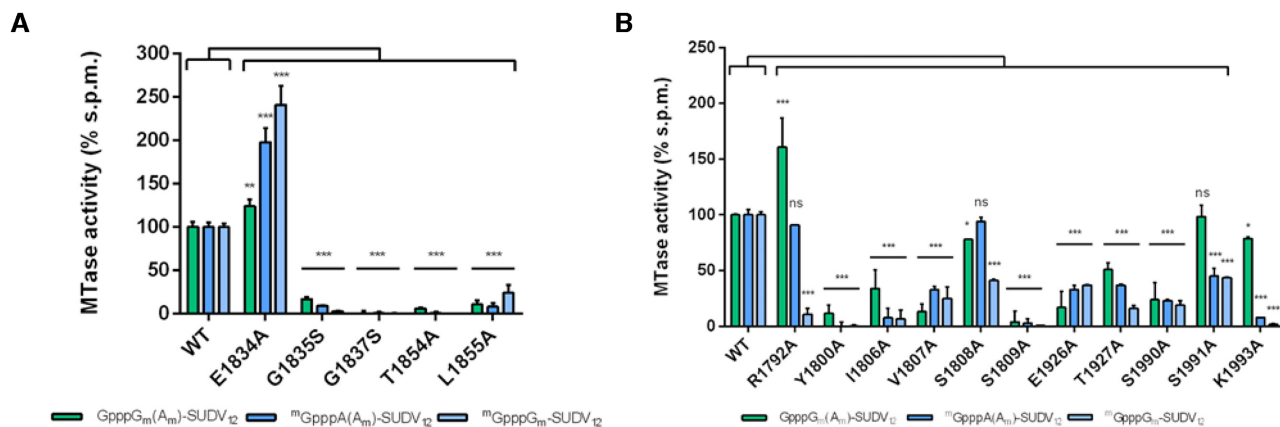 A
MTase activity (% s.p.m.)
300
250
200
150
100
50
0
**
***
***
***
***
***
***
WT
E1834A
G1835S
G1837S
T1854A
L1855A
GpppGm(Am)-SUDV12
mGpppA(Am)-SUDV12
mGpppGm-SUDV12
B
MTase activity (% s.p.m.)
250
200
150
100
50
0
***
ns
***
***
***
***
*
ns
***
***
***
***
***
ns
***
***
*
***
***
WT
R1792A
Y1800A
I1806A
V1807A
S1808A
S1809A
E1926A
T1927A
S1990A
S1991A
K1993A
GpppGm(Am)-SUDV12
mGpppA(Am)-SUDV12
mGpppGm-SUDV12